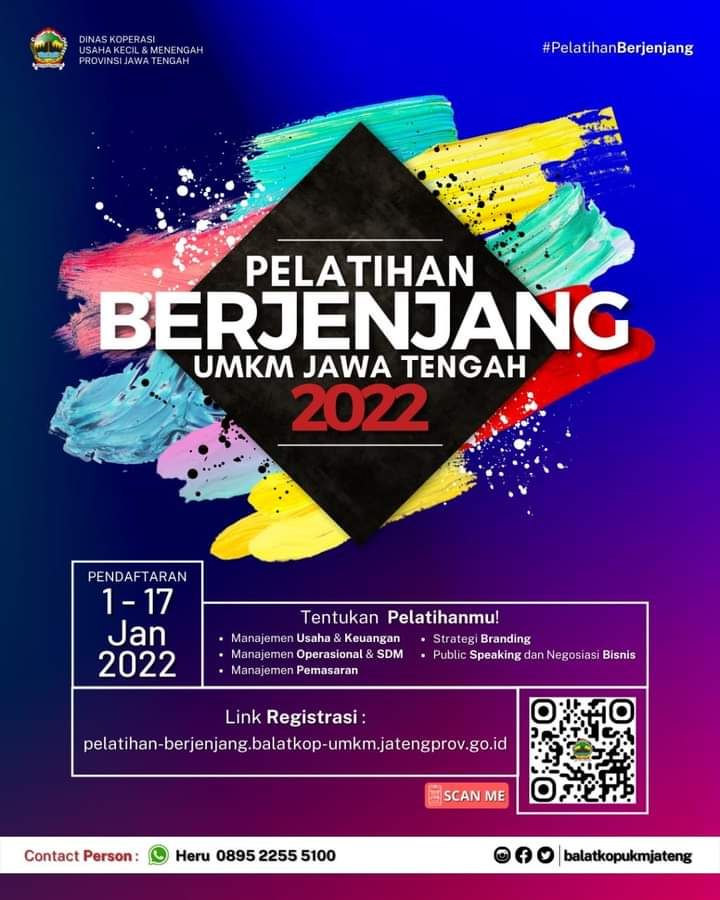 DINAS KOPERASI
USAHA KECIL & MENENGAH
PROVINSI JAWA TENGAH
#PelatihanBerjenjang
PELATIHAN
BERJENJANG
UMKM JAWA TENGAH
2022
PENDAFTARAN
1 - 17
Jan
2022
Tentukan Pelatihanmu!
• Manajemen Usaha & Keuangan
• Manajemen Operasional & SDM
• Manajemen Pemasaran
• Strategi Branding
• Public Speaking dan Negosiasi Bisnis
Link Registrasi :
pelatihan-berjenjang.balatkop-umkm.jatengprov.go.id
SCAN ME
Contact Person : Heru 0895 2255 5100
balatkopukmjateng